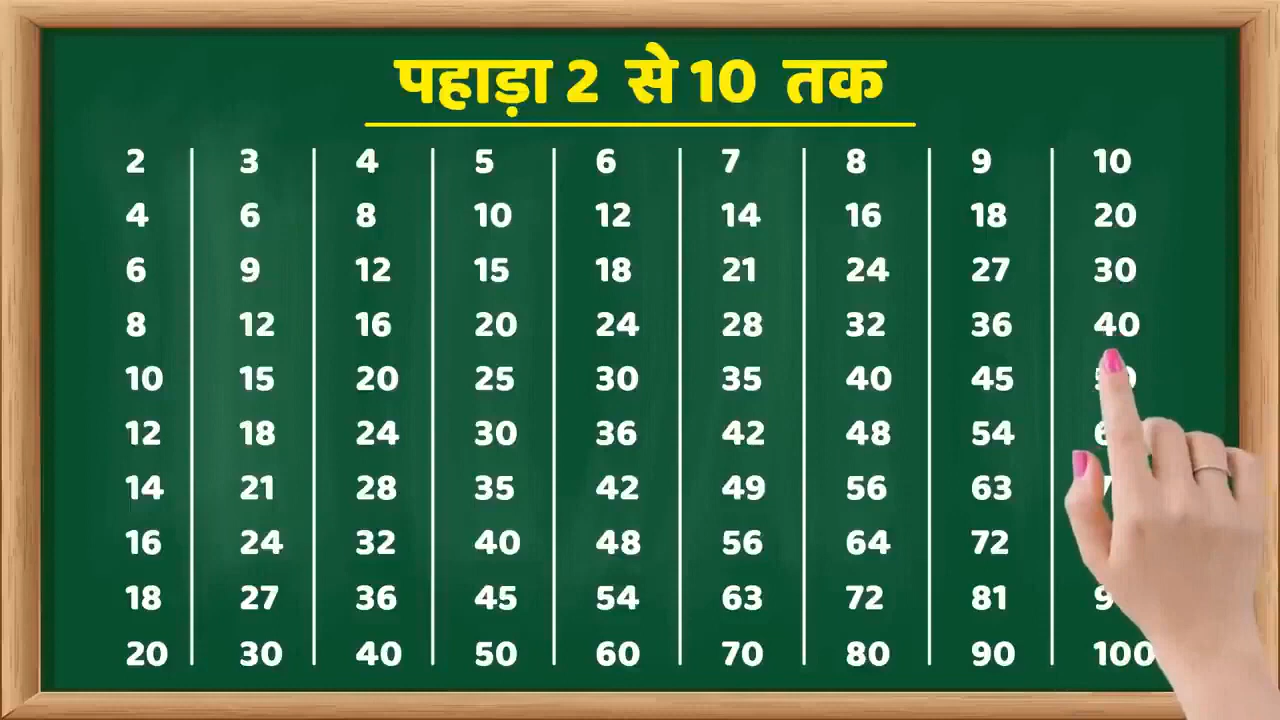 पहाड़ा 2 से 10 तक
2 3 4 5 6 7 8 9 10
4 6 8 10 12 14 16 18 20
6 9 12 15 18 21 24 27 30
8 12 16 20 24 28 32 36 40
10 15 20 25 30 35 40 45
12 18 24 30 36 42 48 54
14 21 28 35 42 49 56 63
16 24 32 40 48 56 64 72
18 27 36 45 54 63 72 81
20 30 40 50 60 70 80 90 100